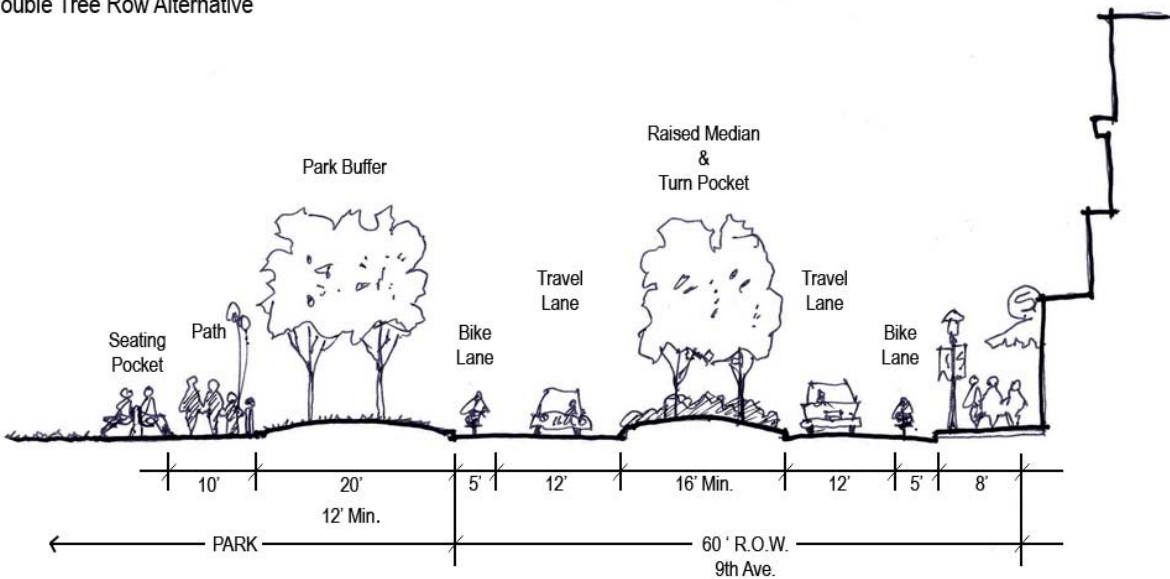 ouble Tree Row Alternative
Raised Median
&
Turn Pocket
Park Buffer
Travel
Lane
Travel
Lane
Path
Seating
Pocket
Bike
Lane
Bike
Lane
10'
20'
5'
12'
16' Min.
12'
5'
8'
12' Min.
PARK
60 ' R.O.W.
9th Ave.